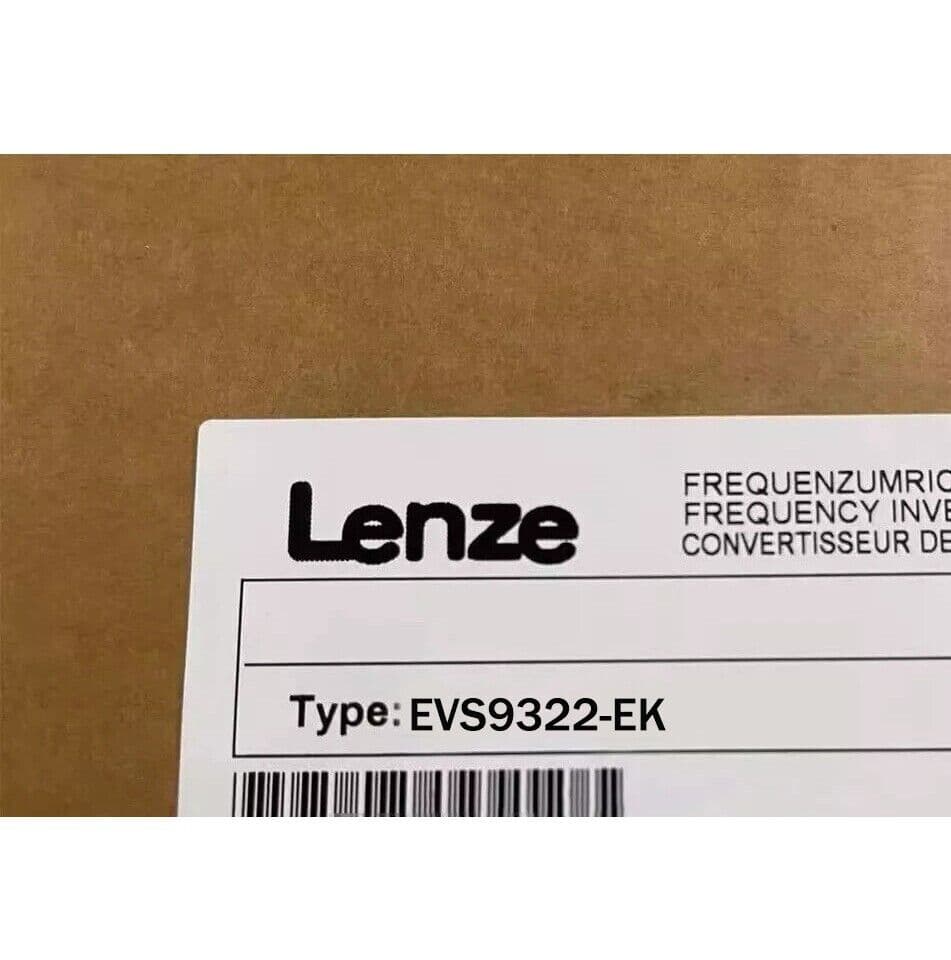 Lenze
FREQUENZUMRIC
FREQUENCY INVE
CONVERTISSEUR DE
Type: EVS9322-EK